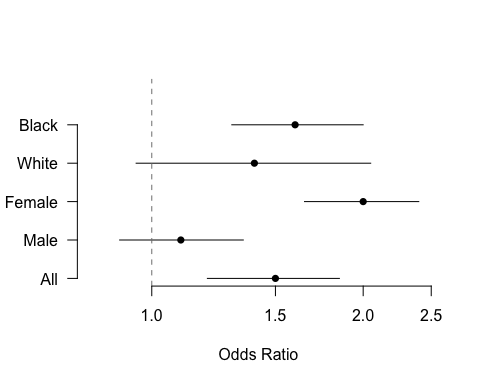 Black
White
Female
Male
All
1.0 1.5 2.0 2.5
Odds Ratio